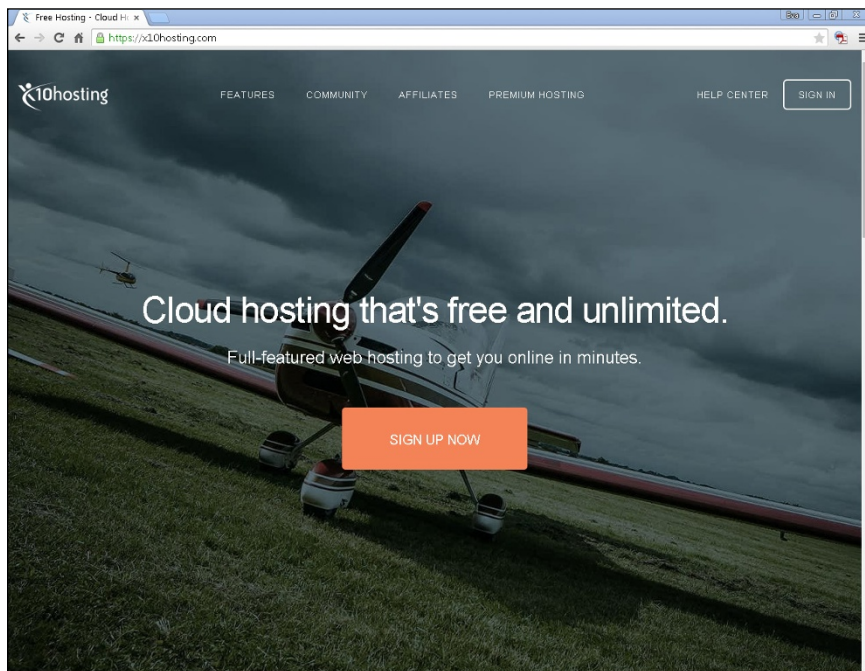 Free Hosting - Cloud Ho
https://x10hosting.com
x10hosting
FEATURES
COMMUNITY
AFFILIATES
PREMIUM HOSTING
HELP CENTER
SIGN IN
Cloud hosting that's free and unlimited.
Full-featured web hosting to get you online in minutes.
SIGN UP NOW